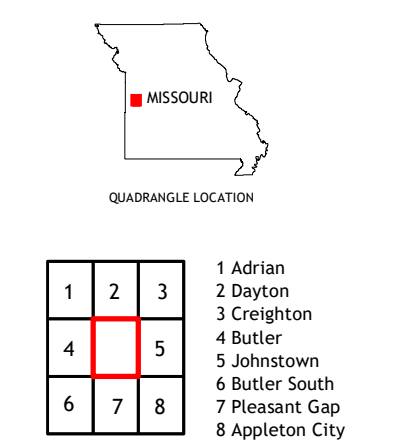 MISSOURI
QUADRANGLE LOCATION
1 2 3
4 5
6 7 8
1 Adrian
2 Dayton
3 Creighton
4 Butler
5 Johnstown
6 Butler South
7 Pleasant Gap
8 Appleton City